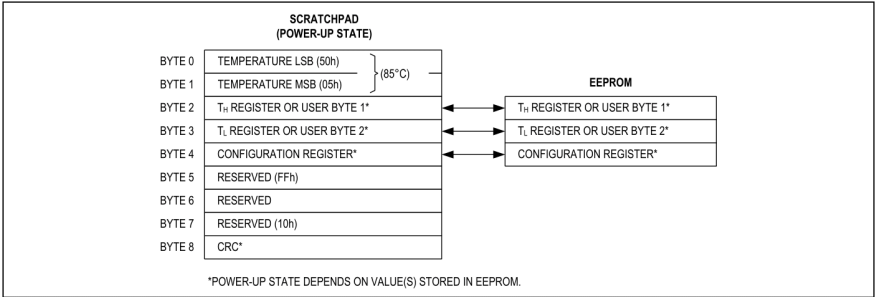 SCRATCHPAD
(POWER-UP STATE)
BYTE 0 TEMPERATURE LSB (50h)
(85°C)
BYTE 1 TEMPERATURE MSB (05h)
EEPROM
BYTE 2 TH REGISTER OR USER BYTE 1* TH REGISTER OR USER BYTE 1*
BYTE 3 TL REGISTER OR USER BYTE 2* TL REGISTER OR USER BYTE 2*
BYTE 4 CONFIGURATION REGISTER* CONFIGURATION REGISTER*
BYTE 5 RESERVED (FFh)
BYTE 6 RESERVED
BYTE 7 RESERVED (10h)
BYTE 8 CRC*
*POWER-UP STATE DEPENDS ON VALUE(S) STORED IN EEPROM.